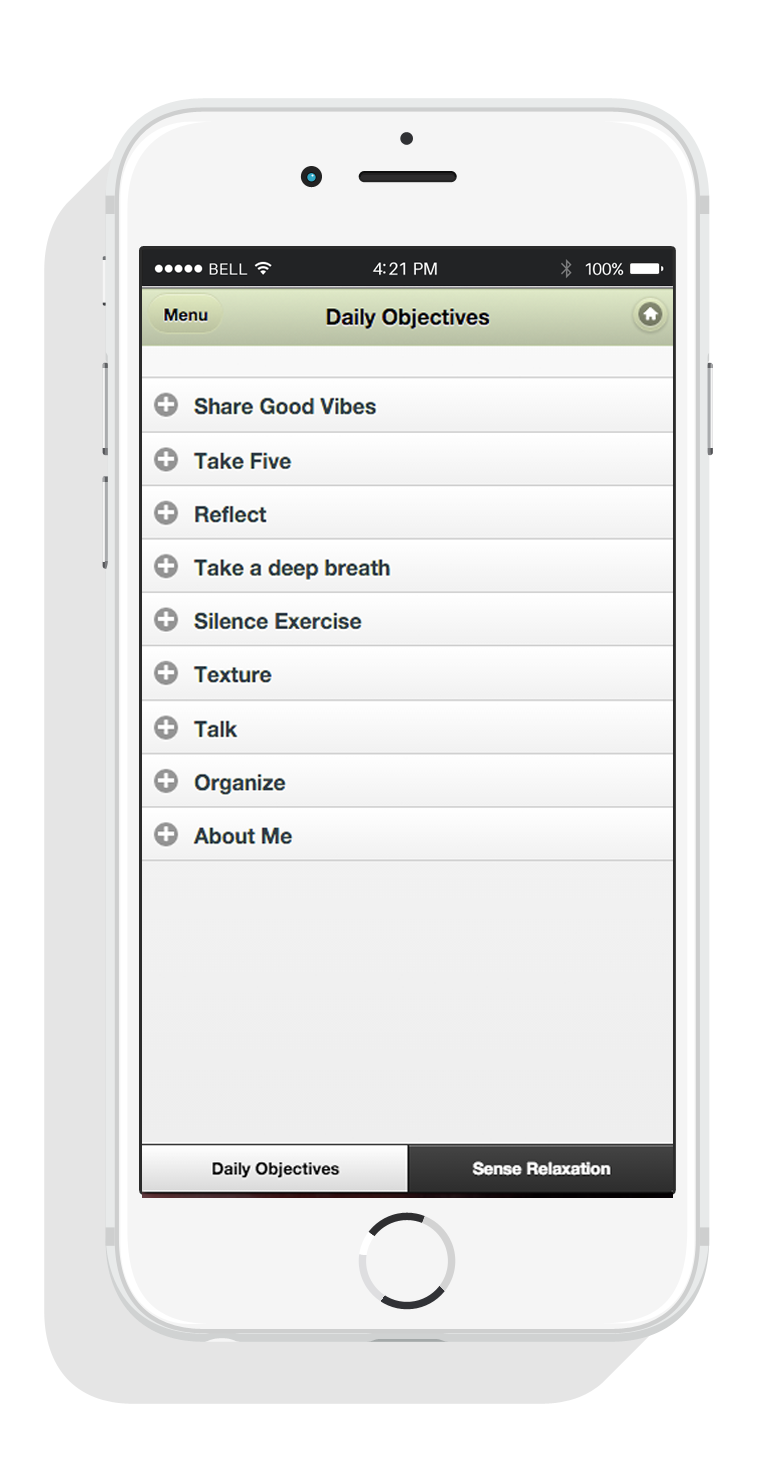 BELL 4:21 PM 100%
Menu Daily Objectives
Share Good Vibes
Take Five
Reflect
Take a deep breath
Silence Exercise
Texture
Talk
Organize
About Me
Daily Objectives Sense Relaxation